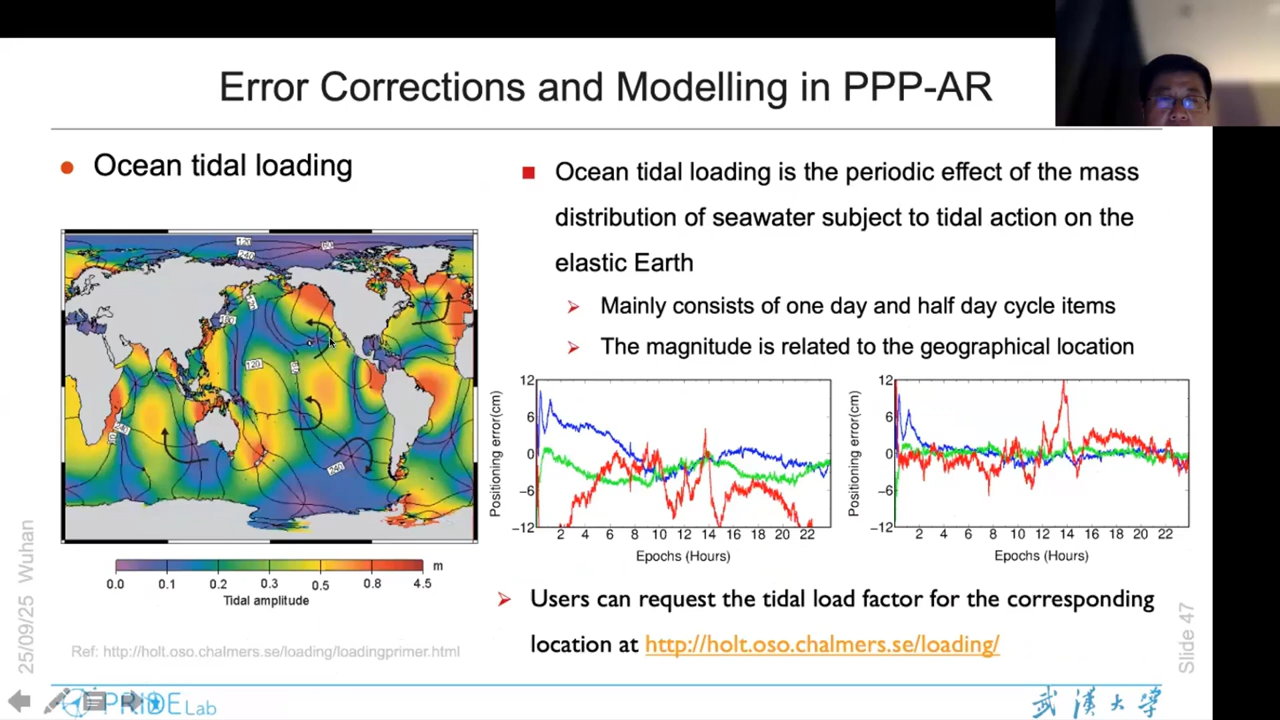 Error Corrections and Modelling in PPP-AR
Ocean tidal loading
120
240
120
240
240
0.0 0.1 0.2 0.3 0.5 0.8 4.5 m
Tidal amplitude
Ref: http://holt.oso.chalmers.se/loading/loadingprimer.html
Ocean tidal loading is the periodic effect of the mass
distribution of seawater subject to tidal action on the
elastic Earth
Mainly consists of one day and half day cycle items
The magnitude is related to the geographical location
Positioning error(cm)
12
6
0
−6
−12
2 4 6 8 10 12 14 16 18 20 22
Epochs (Hours)
Positioning error(cm)
12
6
0
−6
−12
2 4 6 8 10 12 14 16 18 20 22
Epochs (Hours)
Users can request the tidal load factor for the corresponding
location at http://holt.oso.chalmers.se/loading/
25/09/25 Wuhan
Slide 47
PRIDE Lab
武漢大学